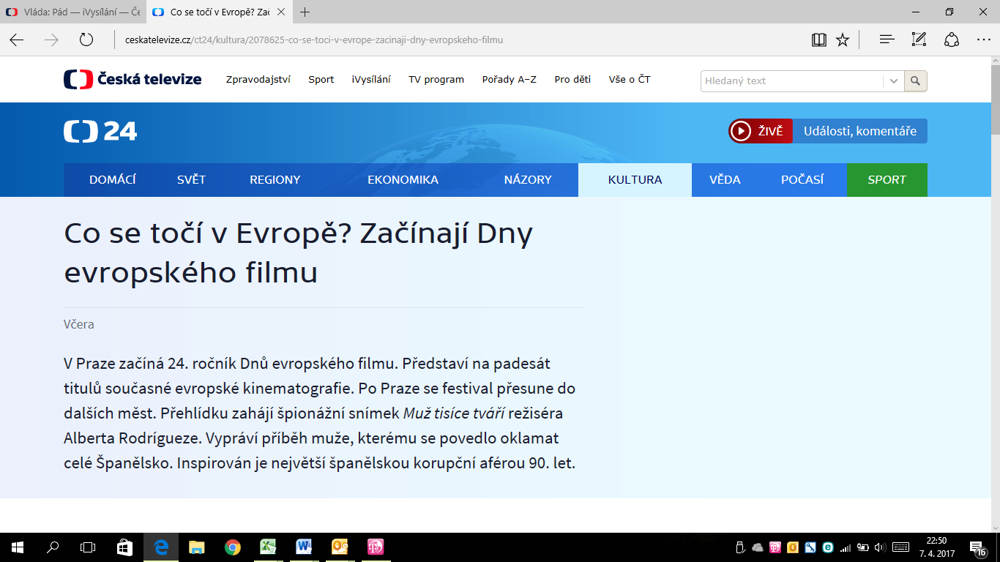 Vláda: Pád — iVysílání — Če
Co se točí v Evropě? Zač
ceskatelevize.cz/ct24/kultura/2078625-co-se-toci-v-evrope-zacinaji-dny-evropskeho-filmu
Česká televize
Zpravodajství Sport iVysílání TV program Pořady A–Z Pro děti Vše o ČT
Hledaný text
24
ŽIVĚ Události, komentáře
DOMÁCÍ SVĚT REGIONY EKONOMIKA NÁZORY KULTURA VĚDA POČASÍ SPORT
Co se točí v Evropě? Začínají Dny
evropského filmu
Včera
V Praze začíná 24. ročník Dnů evropského filmu. Představí na padesát
titulů současné evropské kinematografie. Po Praze se festival přesune do
dalších měst. Přehlídku zahájí špionážní snímek Muž tisíce tváří režiséra
Alberta Rodrígueze. Vypráví příběh muže, kterému se povedlo oklamat
celé Španělsko. Inspirován je největší španělskou korupční aférou 90. let.
22:50
7. 4. 2017
16